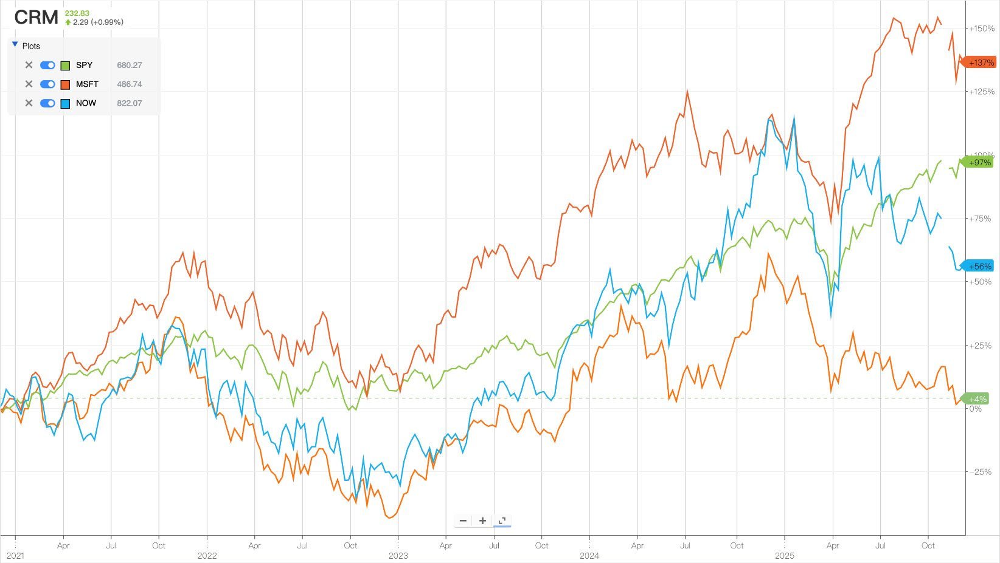 CRM 232.83
2.29 (+0.99%)
Plots
SPY 680.27
MSFT 486.74
NOW 822.07
+150%
+137%
+125%
+100%
+97%
+75%
+56%
+50%
+25%
+4%
0%
−25%
Apr Jul Oct Apr Jul Oct Apr Jul Oct Apr Jul Oct Apr Jul Oct
2021 2022 2023 2024 2025